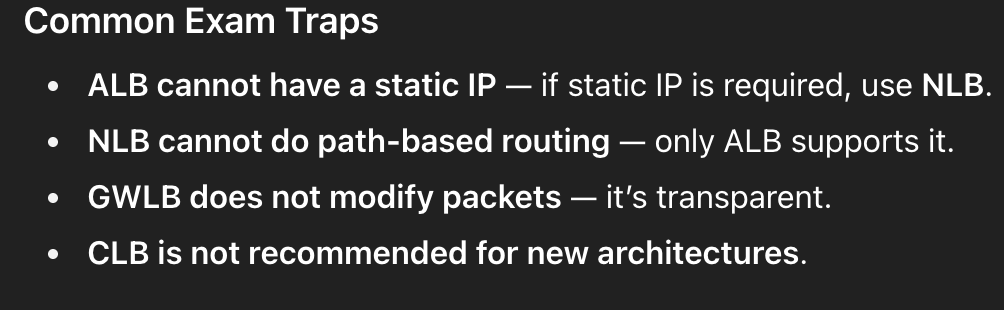 Common Exam Traps
• ALB cannot have a static IP — if static IP is required, use NLB.
• NLB cannot do path-based routing — only ALB supports it.
• GWLB does not modify packets — it’s transparent.
• CLB is not recommended for new architectures.